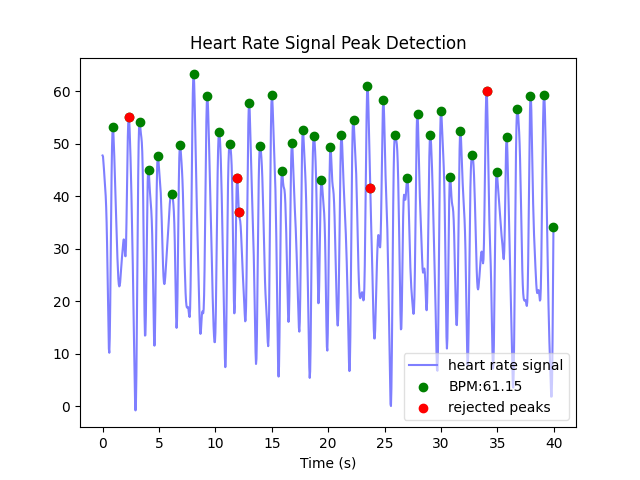 Heart Rate Signal Peak Detection
60
50
40
30
20
10
0
heart rate signal
BPM:61.15
rejected peaks
0 5 10 15 20 25 30 35 40
Time (s)